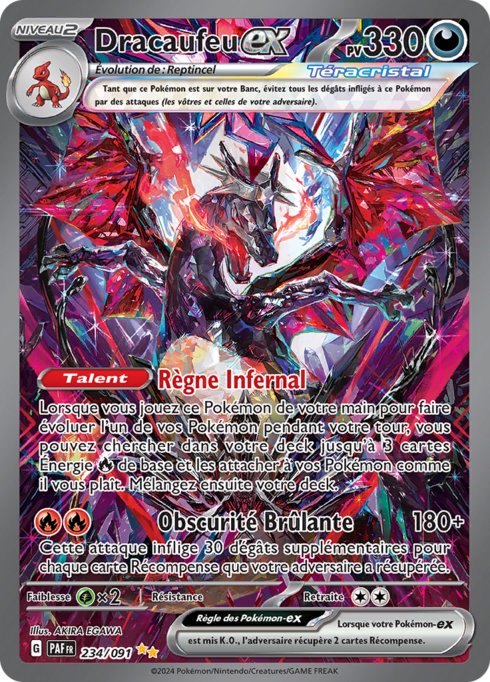 NIVEAU 2
Dracaufeu ex
PV 330
Évolution de : Reptincel
Téracristal
Tant que ce Pokémon est sur votre Banc, évitez tous les dégâts infligés à ce Pokémon
par des attaques (les vôtres et celles de votre adversaire).
Talent Règne Infernal
Lorsque vous jouez ce Pokémon de votre main pour faire
évoluer l'un de vos Pokémon pendant votre tour, vous
pouvez chercher dans votre deck jusqu'à 3 cartes
Énergie de base et les attacher à vos Pokémon comme
il vous plaît. Mélangez ensuite votre deck.
Obscurité Brûlante 180+
Cette attaque inflige 30 dégâts supplémentaires pour
chaque carte Récompense que votre adversaire a récupérée.
Faiblesse ×2 Résistance Retraite
Illus. AKIRA EGAWA
G PAF FR 234/091
Règle des Pokémon-ex Lorsque votre Pokémon-ex
est mis K.O., l'adversaire récupère 2 cartes Récompense.
©2024 Pokémon/Nintendo/Creatures/GAME FREAK